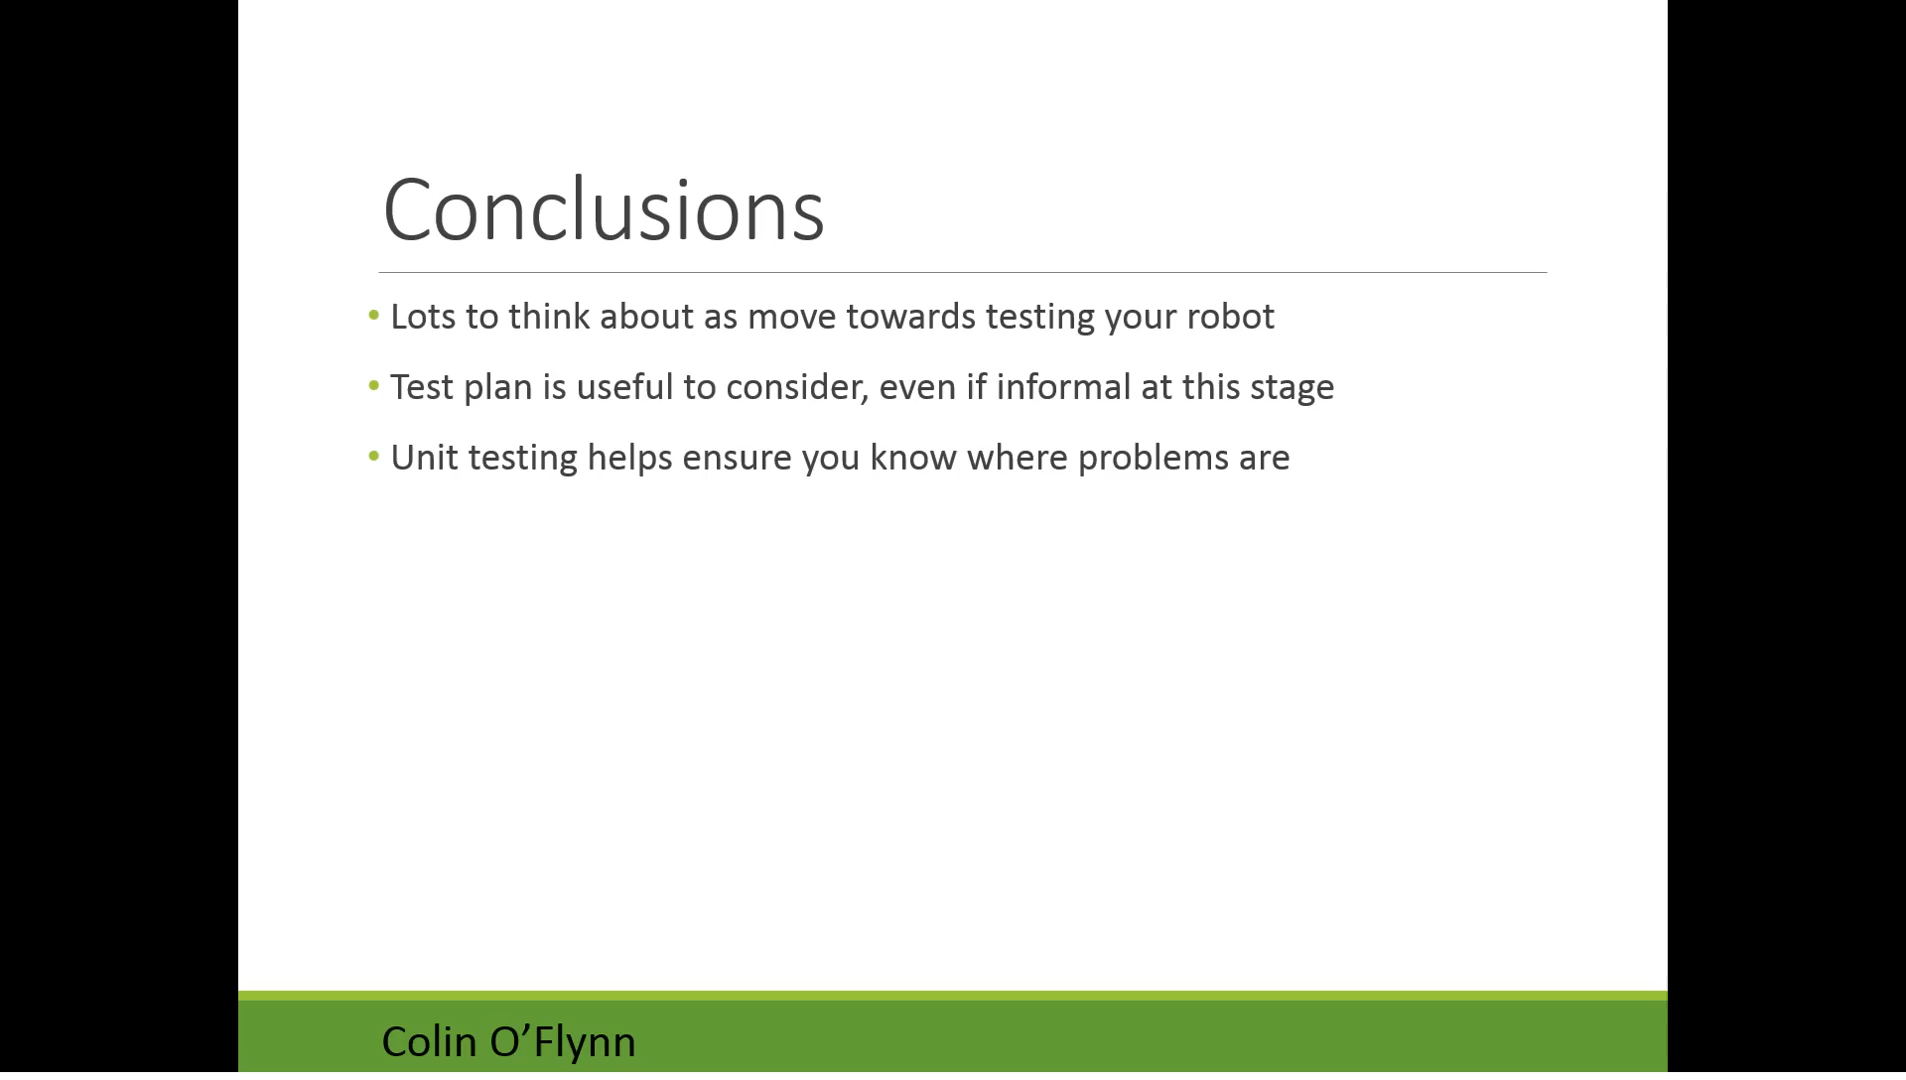 Conclusions
• Lots to think about as move towards testing your robot
• Test plan is useful to consider, even if informal at this stage
• Unit testing helps ensure you know where problems are
Colin O’Flynn